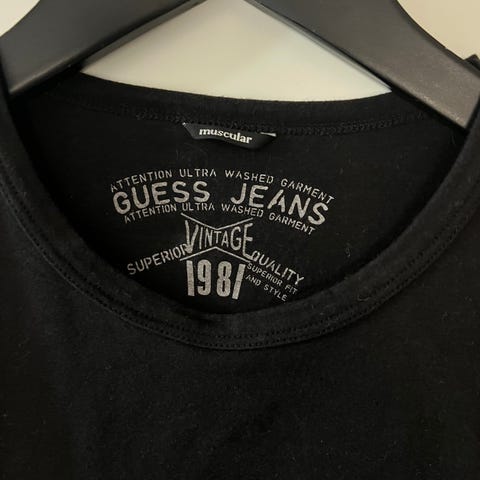 muscular
ATTENTION ULTRA WASHED GARMENT
GUESS JEANS
ATTENTION ULTRA WASHED GARMENT
VINTAGE
SUPERIOR QUALITY
1981
SUPERIOR FIT
AND STYLE